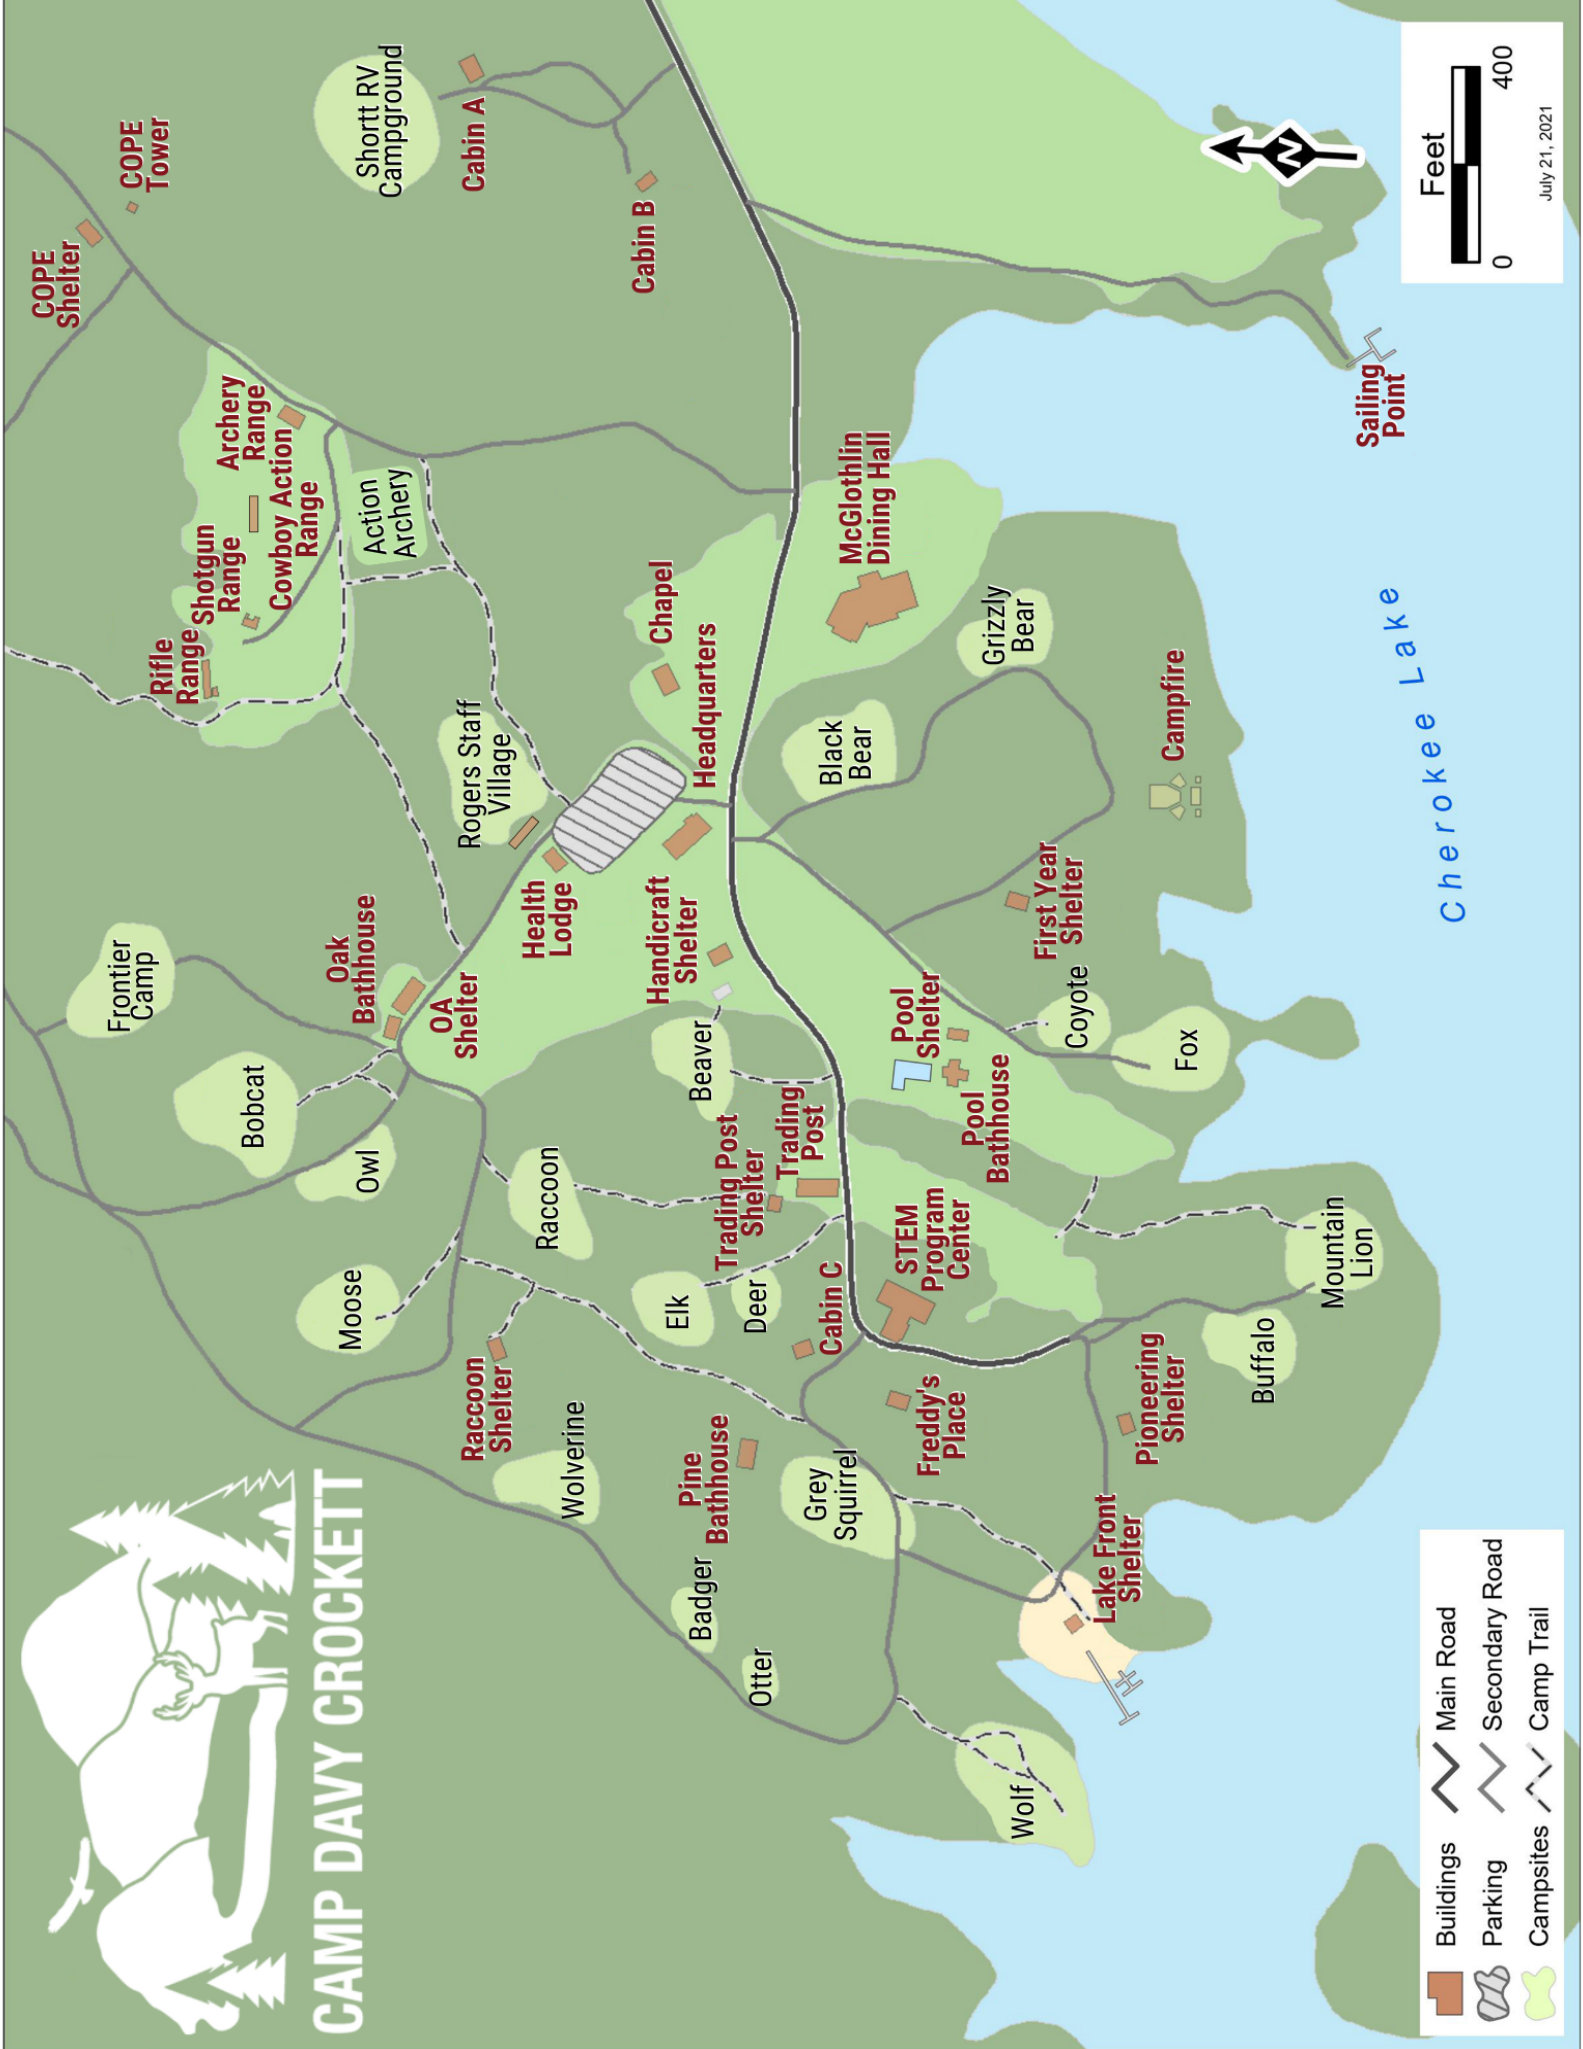 CAMP DAVY CROCKETT
Frontier
Camp
COPE
Shelter
COPE
Tower
Bobcat
Rifle
Range
Shotgun
Range
Archery
Range
Cowboy Action
Range
Action
Archery
Shortt RV
Campground
Cabin A
Moose
Owl
Oak
Bathhouse
OA
Shelter
Rogers Staff
Village
Health
Lodge
Raccoon
Shelter
Wolverine
Raccoon
Chapel
Cabin B
Handicraft
Shelter
Headquarters
Beaver
Elk
Deer
Trading Post
Shelter
Trading
Post
Pine
Bathhouse
Badger
Otter
Grey
Squirrel
Cabin C
McGlothlin
Dining Hall
Black
Bear
Freddy's
Place
STEM
Program
Center
Pool
Shelter
Pool
Bathhouse
Grizzly
Bear
First Year
Shelter
Coyote
Wolf
Lake Front
Shelter
Pioneering
Shelter
Fox
Campfire
Buffalo
Mountain
Lion
Sailing
Point
Cherokee Lake
N
Buildings
Main Road
Parking
Secondary Road
Campsites
Camp Trail
Feet
0
400
July 21, 2021